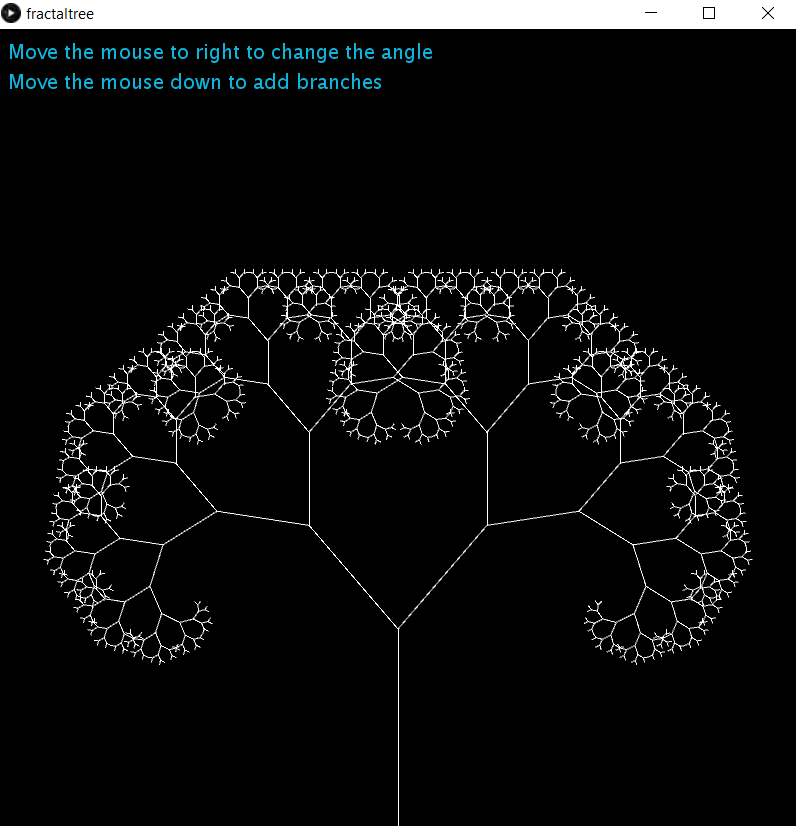 fractaltree
Move the mouse to right to change the angle
Move the mouse down to add branches